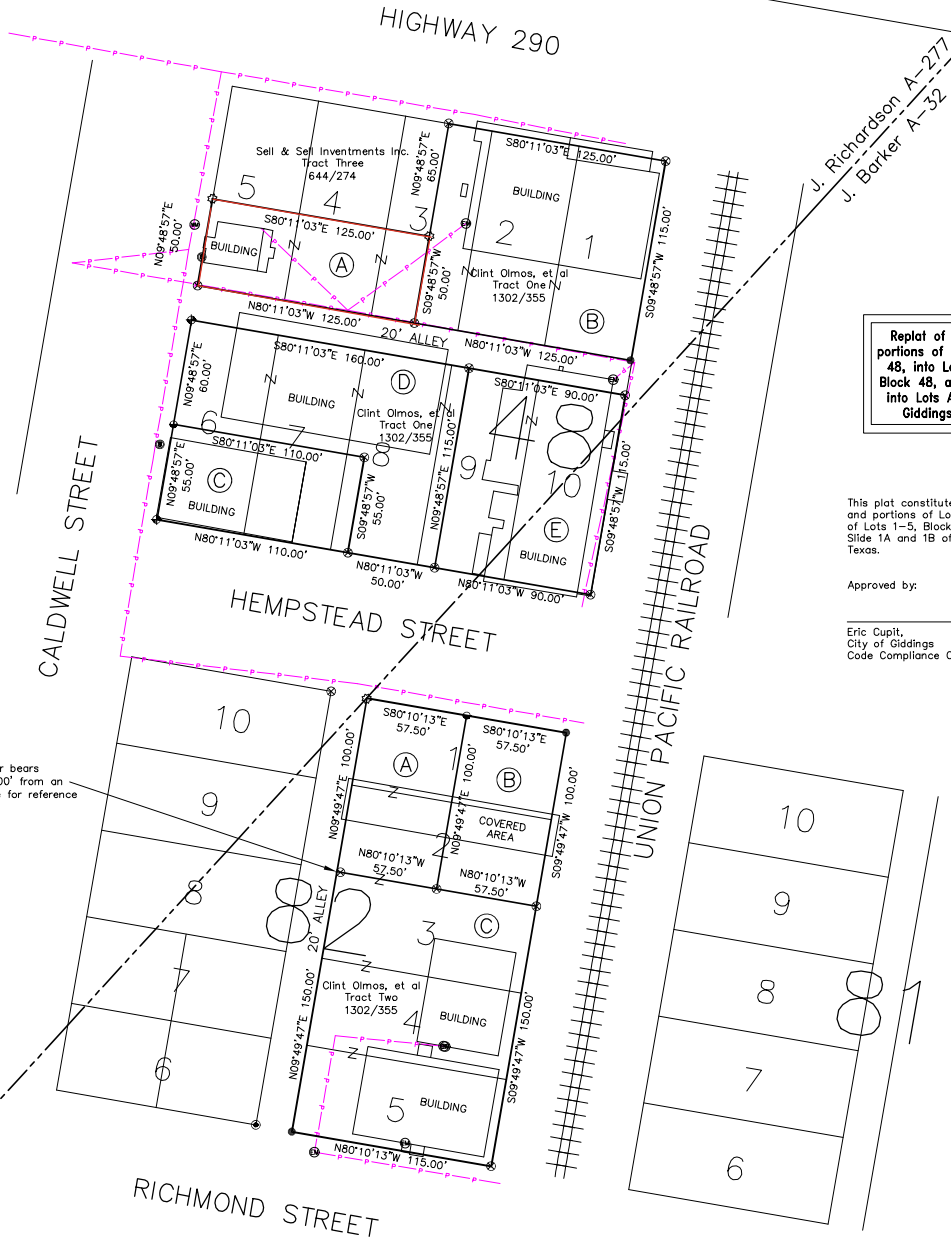 HIGHWAY 290
J. Richardson A-277
J. Barker A-32
Sell & Sell Inventments Inc.
Tract Three
644/274
5
4
3
2
1
N09°48'57"E
65.00'
S80°11'03"E 125.00'
BUILDING
S09°48'57"W 115.00'
N09°48'57"E
50.00'
S80°11'03"E 125.00'
BUILDING
A
S09°48'57"W
50.00'
Clint Olmos, et al
Tract One
1302/355
B
N80°11'03"W 125.00'
20' ALLEY
N80°11'03"W 125.00'
Replat of
portions of
48, into Lo
Block 48, a
into Lots A
Giddings
N09°48'57"E
60.00'
S80°11'03"E 160.00'
D
BUILDING
Clint Olmos, et al
Tract One
1302/355
S80°11'03"E 90.00'
48
6
7
8
9
10
N09°48'57"E 115.00'
S09°48'57"W 115.00'
S80°11'03"E 110.00'
N09°48'57"E
55.00'
C
BUILDING
S09°48'57"W
55.00'
E
BUILDING
N80°11'03"W 110.00'
N80°11'03"W
50.00'
N80°11'03"W 90.00'
CALDWELL STREET
HEMPSTEAD STREET
UNION PACIFIC RAILROAD
This plat constitute
and portions of Lo
of Lots 1-5, Block
Slide 1A and 1B of
Texas.
Approved by:
Eric Cupit,
City of Giddings
Code Compliance O
10
9
8
7
6
r bears
00' from an
e for reference
S80°10'13"E
57.50'
S80°10'13"E
57.50'
N09°49'47"E 100.00'
A
1
N09°49'47"E 100.00'
B
S09°49'47"W 100.00'
COVERED
AREA
2
N80°10'13"W
57.50'
N80°10'13"W
57.50'
82
20' ALLEY
3
C
Clint Olmos, et al
Tract Two
1302/355
N09°49'47"E 150.00'
4
BUILDING
S09°49'47"W 150.00'
5
BUILDING
N80°10'13"W 115.00'
10
9
8
7
6
81
RICHMOND STREET